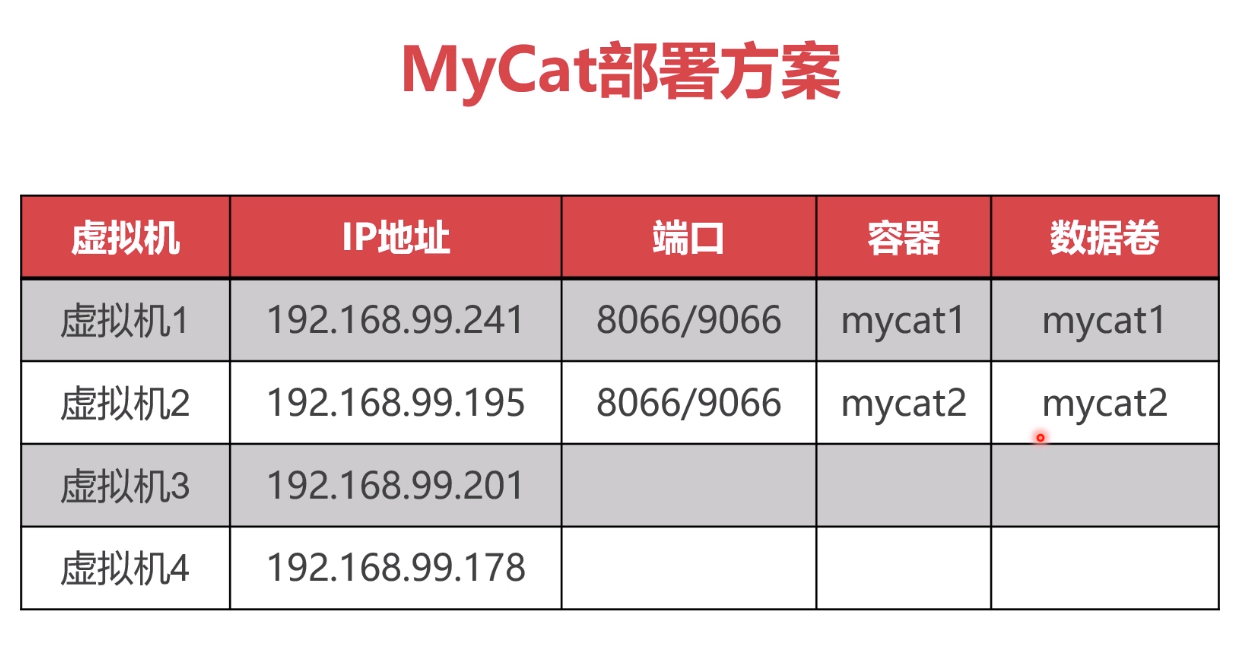 MyCat部署方案
虚拟机 IP地址 端口 容器 数据卷
虚拟机1 192.168.99.241 8066/9066 mycat1 mycat1
虚拟机2 192.168.99.195 8066/9066 mycat2 mycat2
虚拟机3 192.168.99.201
虚拟机4 192.168.99.178